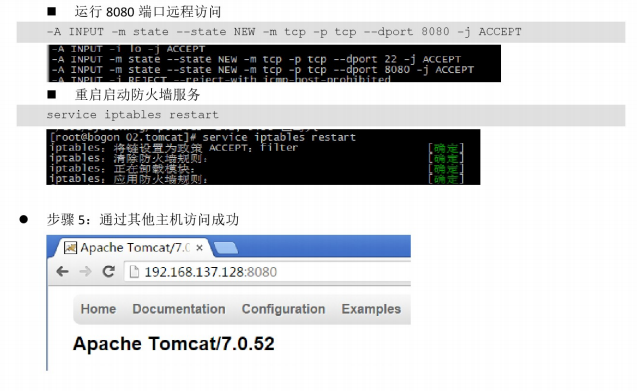 运行 8080 端口远程访问
-A INPUT -m state --state NEW -m tcp -p tcp --dport 8080 -j ACCEPT
-A INPUT -i lo -j ACCEPT
-A INPUT -m state --state NEW -m tcp -p tcp --dport 22 -j ACCEPT
-A INPUT -m state --state NEW -m tcp -p tcp --dport 8080 -j ACCEPT
-A INPUT -j REJECT --reject-with icmp-host-prohibited
重启启动防火墙服务
service iptables restart
[root@bogon 02.tomcat]# service iptables restart
iptables: 将链设置为政策 ACCEPT: filter [确定]
iptables: 清除防火墙规则: [确定]
iptables: 正在卸载模块: [确定]
iptables: 应用防火墙规则: [确定]
步骤 5: 通过其他主机访问成功
Apache Tomcat/7.0 ×
192.168.137.128:8080
Home Documentation Configuration Examples
Apache Tomcat/7.0.52